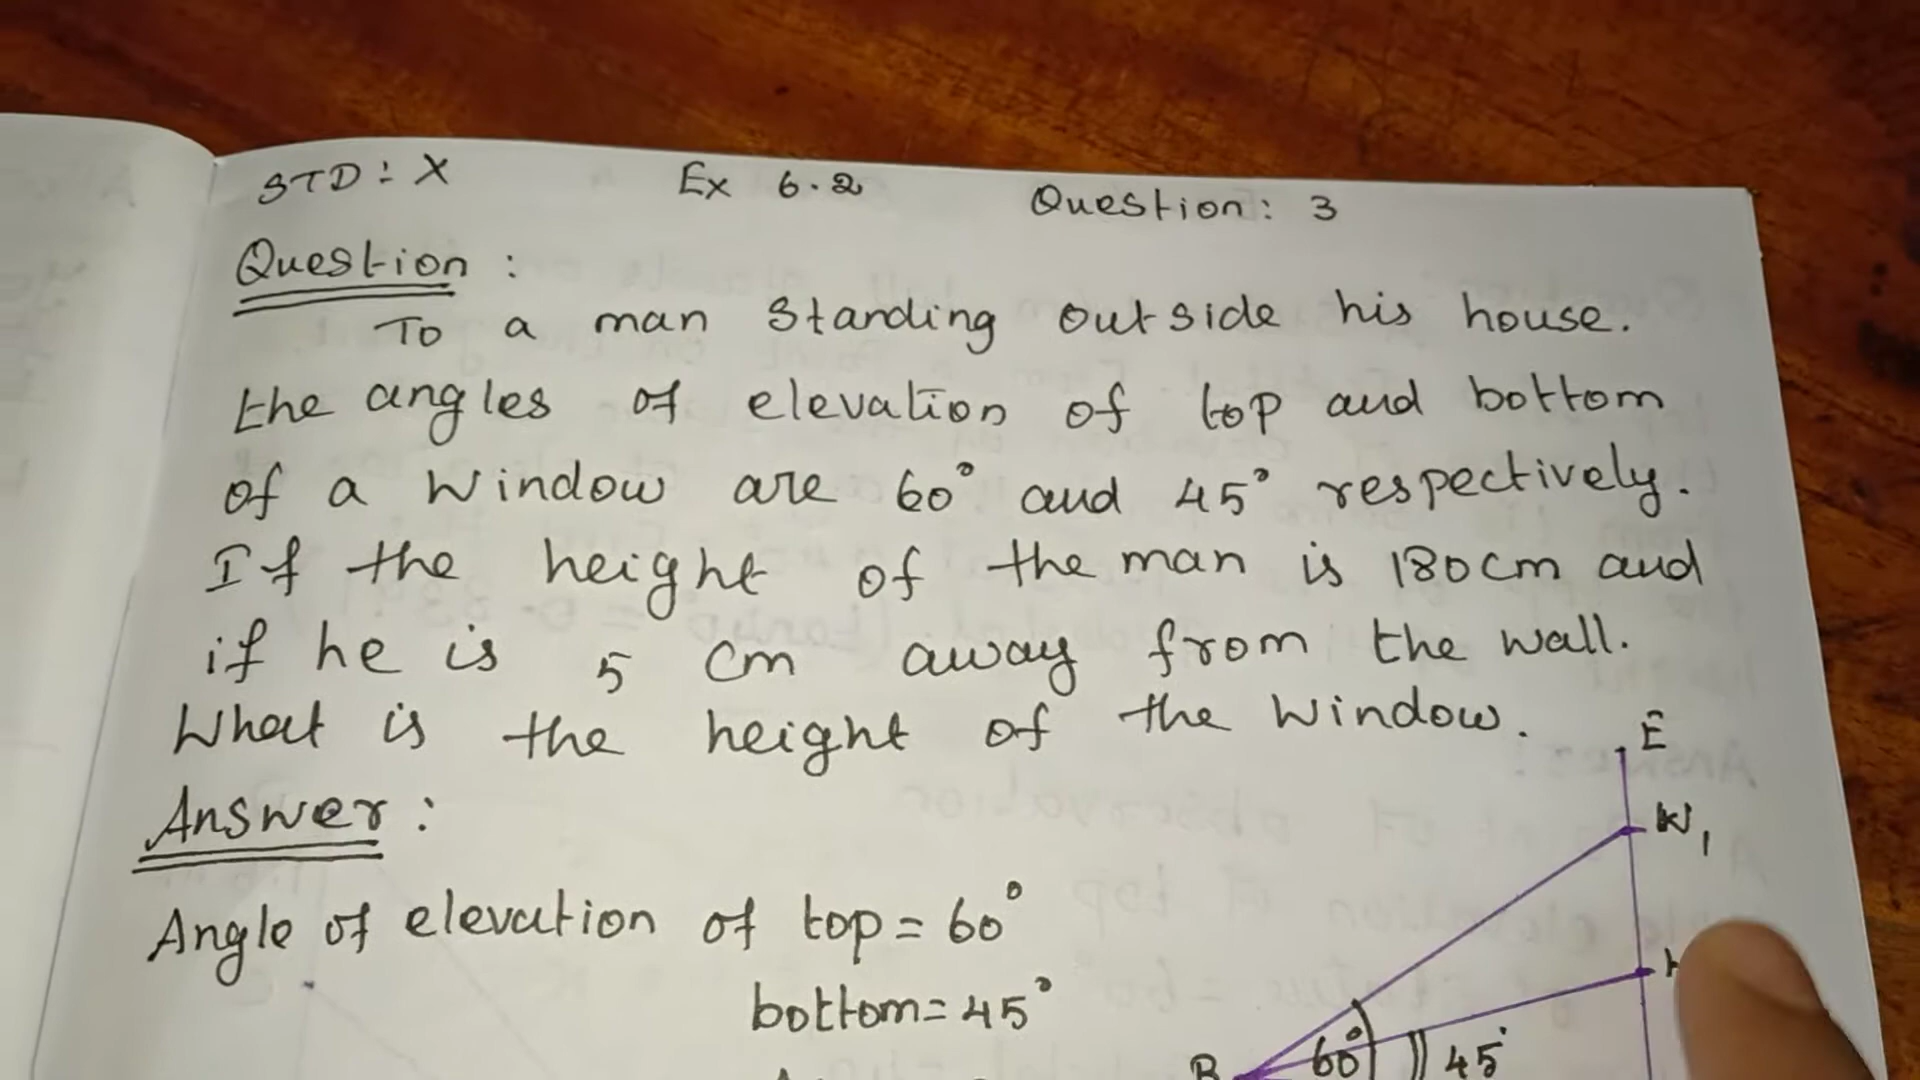 STD : X Ex 6.2 Question : 3
Question :
To a man standing outside his house.
the angles of elevation of top and bottom
of a window are 60° and 45° respectively.
If the height of the man is 180cm and
if he is 5 cm away from the wall.
What is the height of the window.
E
Answer :
W1
Angle of elevation of top = 60°
bottom = 45°
B 60° 45°